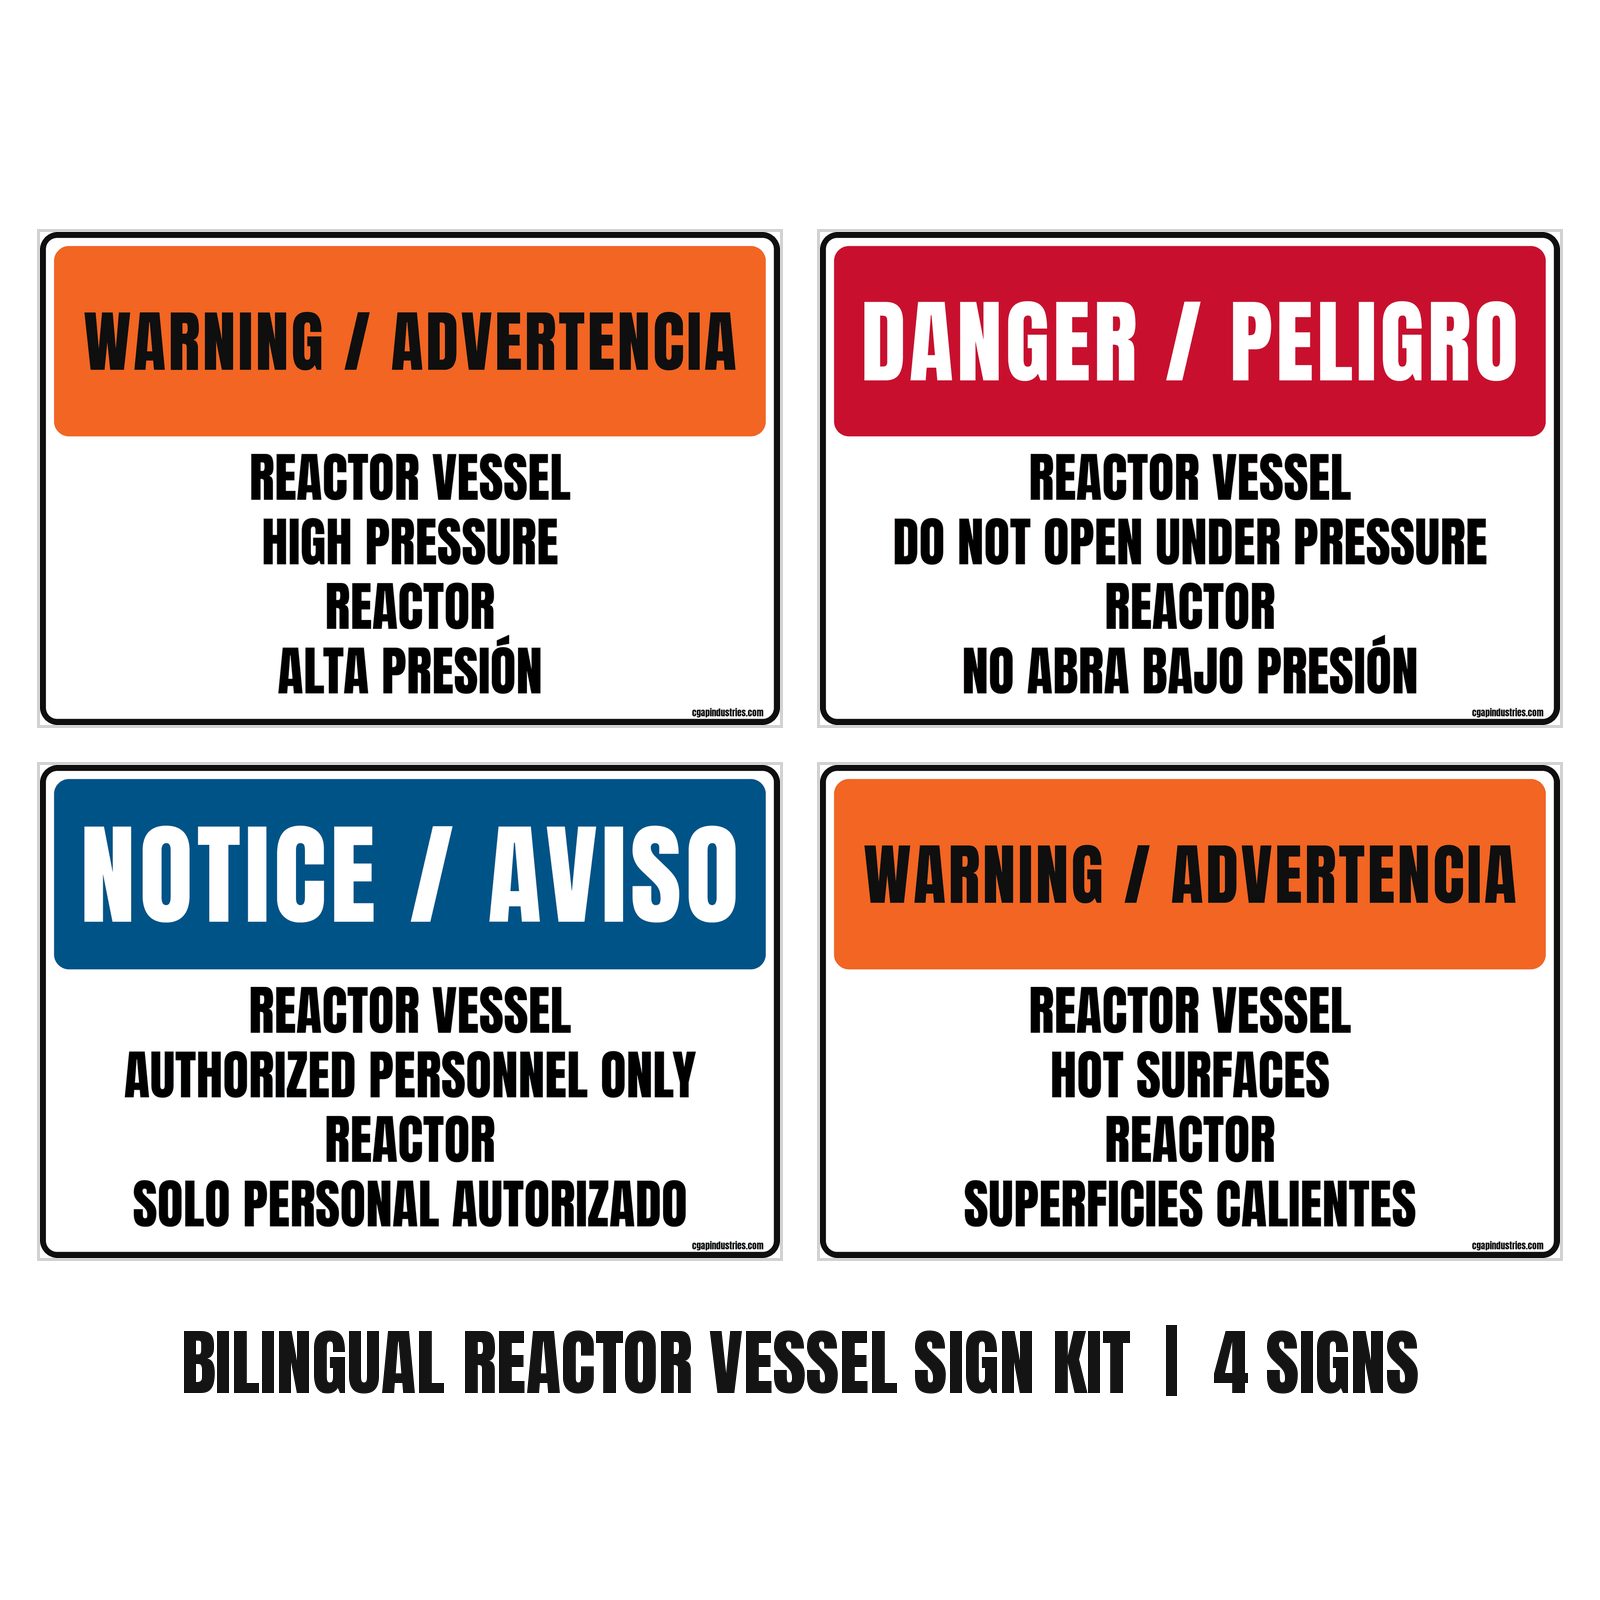 WARNING / ADVERTENCIA
REACTOR VESSEL
HIGH PRESSURE
REACTOR
ALTA PRESIÓN
cgapindustries.com
DANGER / PELIGRO
REACTOR VESSEL
DO NOT OPEN UNDER PRESSURE
REACTOR
NO ABRA BAJO PRESIÓN
cgapindustries.com
NOTICE / AVISO
REACTOR VESSEL
AUTHORIZED PERSONNEL ONLY
REACTOR
SOLO PERSONAL AUTORIZADO
cgapindustries.com
WARNING / ADVERTENCIA
REACTOR VESSEL
HOT SURFACES
REACTOR
SUPERFICIES CALIENTES
cgapindustries.com
BILINGUAL REACTOR VESSEL SIGN KIT | 4 SIGNS